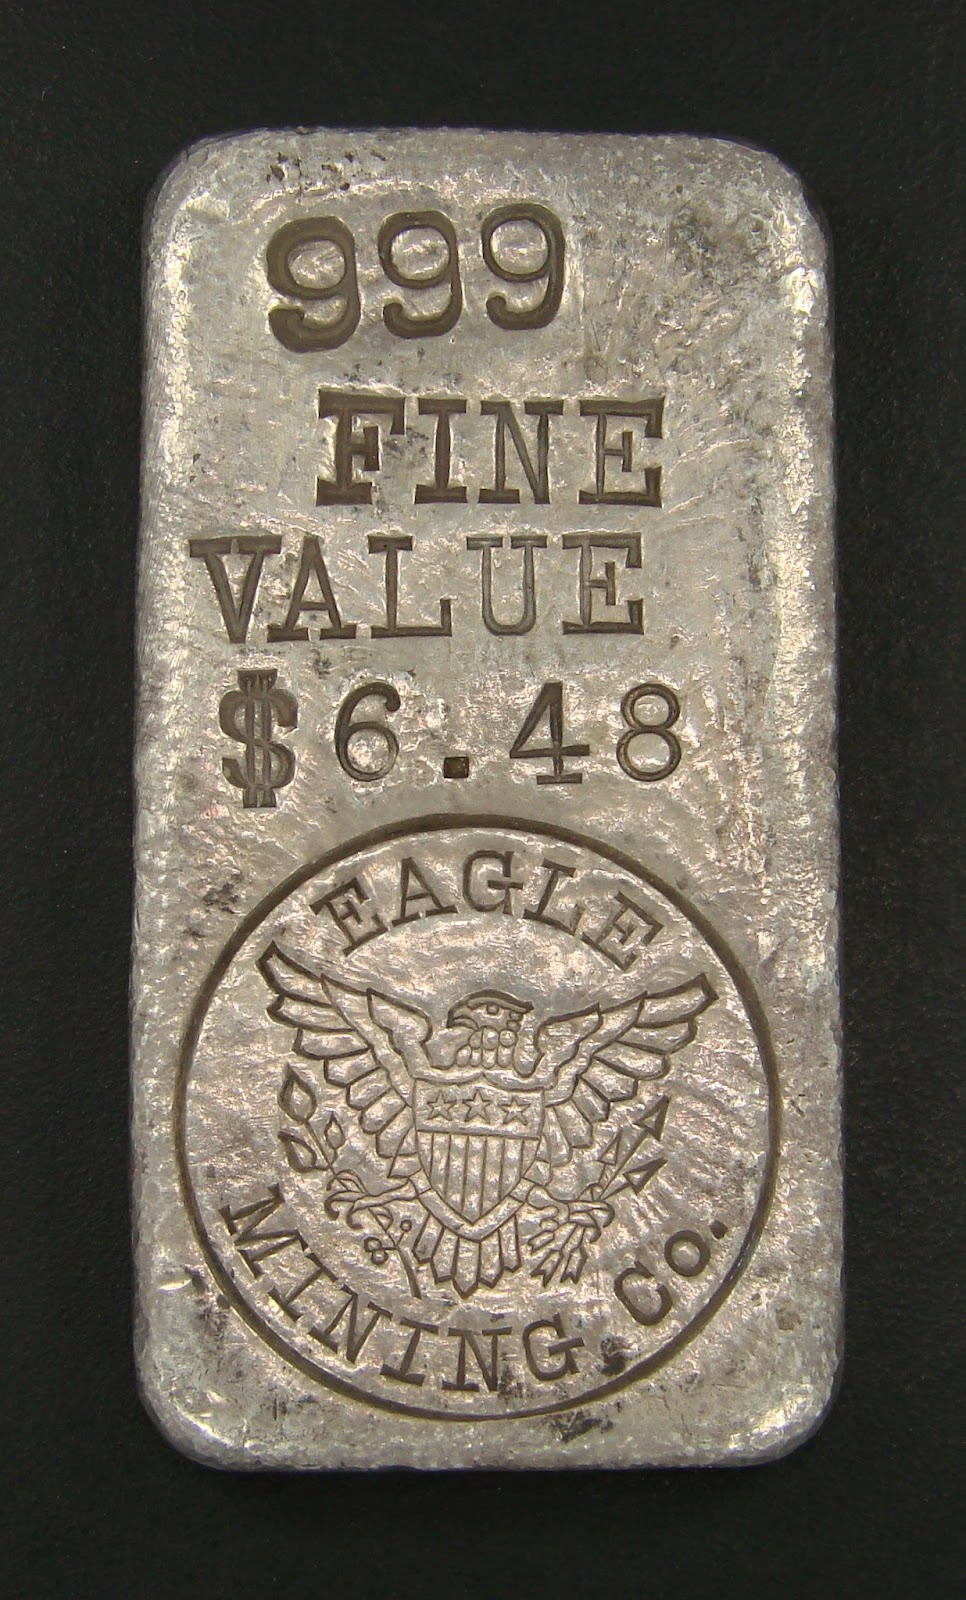 999
FINE
VALUE
$6.48
EAGLE
MINING Co.